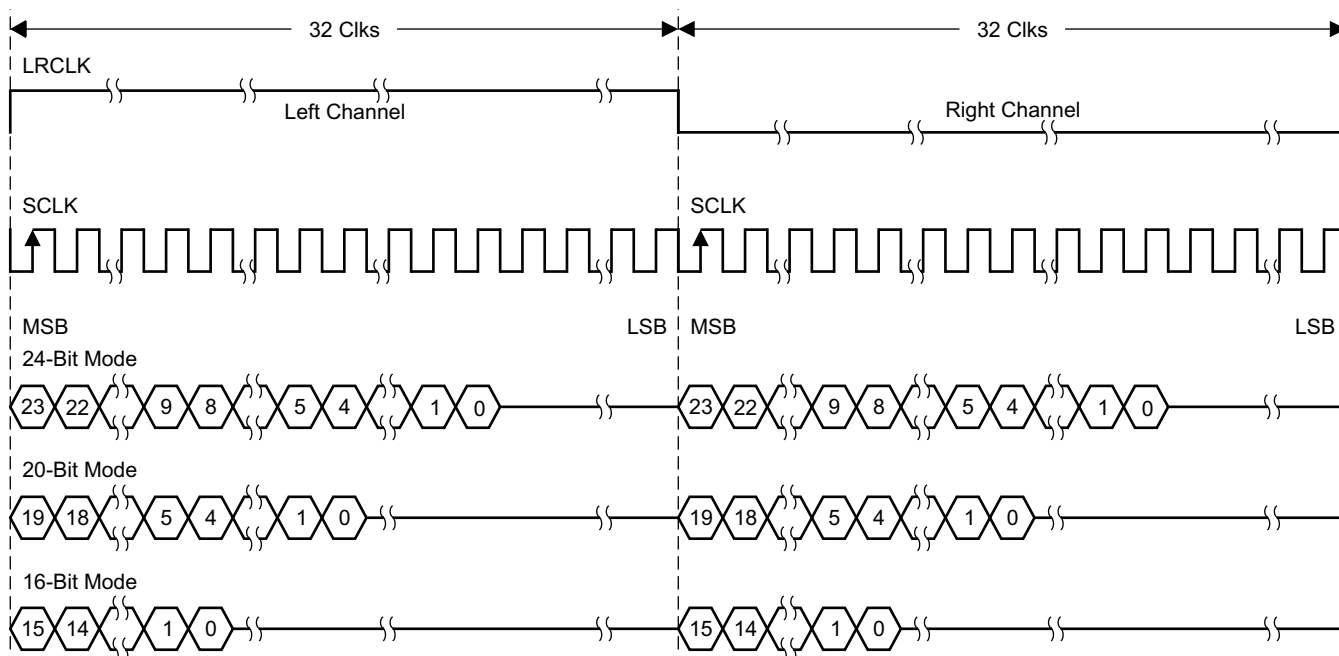 32 Clks 32 Clks
LRCLK
Left Channel Right Channel
SCLK SCLK
MSB LSB MSB LSB
24-Bit Mode
23 22 9 8 5 4 1 0 23 22 9 8 5 4 1 0
20-Bit Mode
19 18 5 4 1 0 19 18 5 4 1 0
16-Bit Mode
15 14 1 0 15 14 1 0